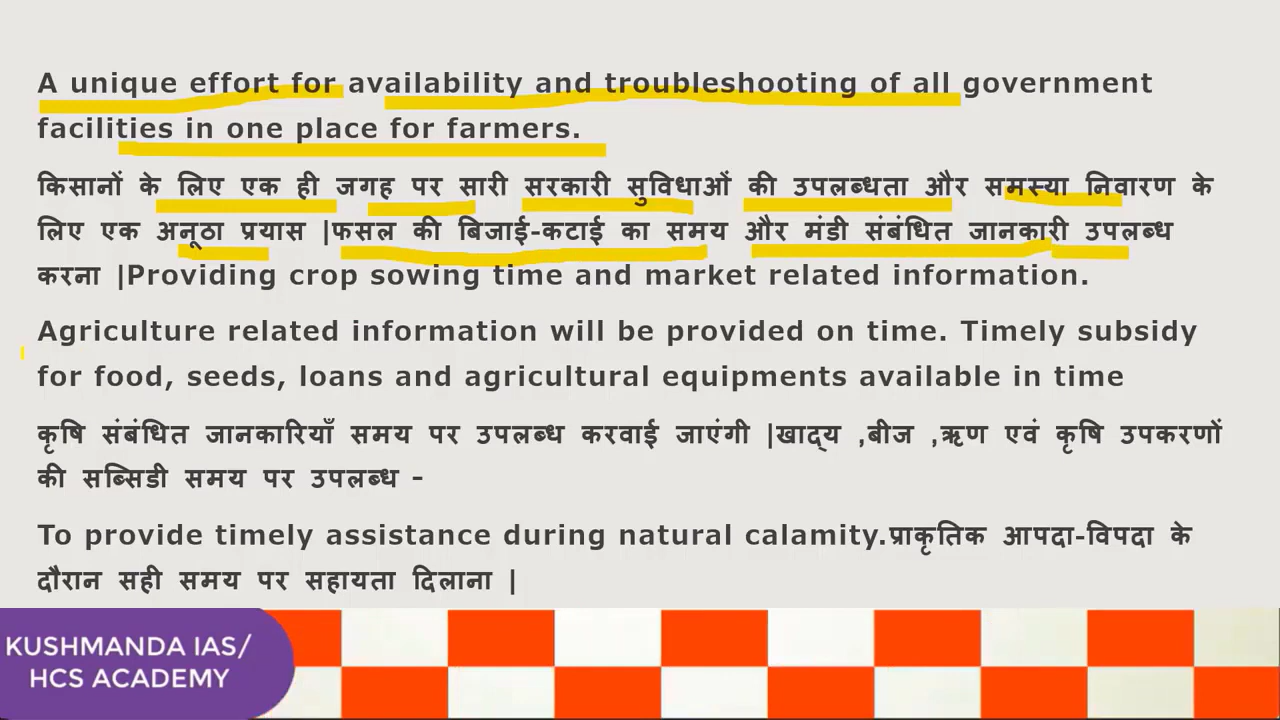 A unique effort for availability and troubleshooting of all government
facilities in one place for farmers.
किसानों के लिए एक ही जगह पर सारी सरकारी सुविधाओं की उपलब्धता और समस्या निवारण के
लिए एक अनूठा प्रयास |फसल की बिजाई-कटाई का समय और मंडी संबंधित जानकारी उपलब्ध
करना |Providing crop sowing time and market related information.
Agriculture related information will be provided on time. Timely subsidy
for food, seeds, loans and agricultural equipments available in time
कृषि संबंधित जानकारियाँ समय पर उपलब्ध करवाई जाएंगी |खाद्य ,बीज ,ऋण एवं कृषि उपकरणों
की सब्सिडी समय पर उपलब्ध -
To provide timely assistance during natural calamity.प्राकृतिक आपदा-विपदा के
दौरान सही समय पर सहायता दिलाना |
KUSHMANDA IAS/
HCS ACADEMY